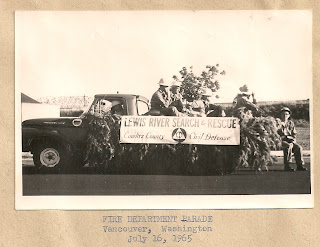 LEWIS RIVER SEARCH & RESCUE
Cowlitz County Civil Defense
FIRE DEPARTMENT PARADE
Vancouver, Washington
July 16, 1965